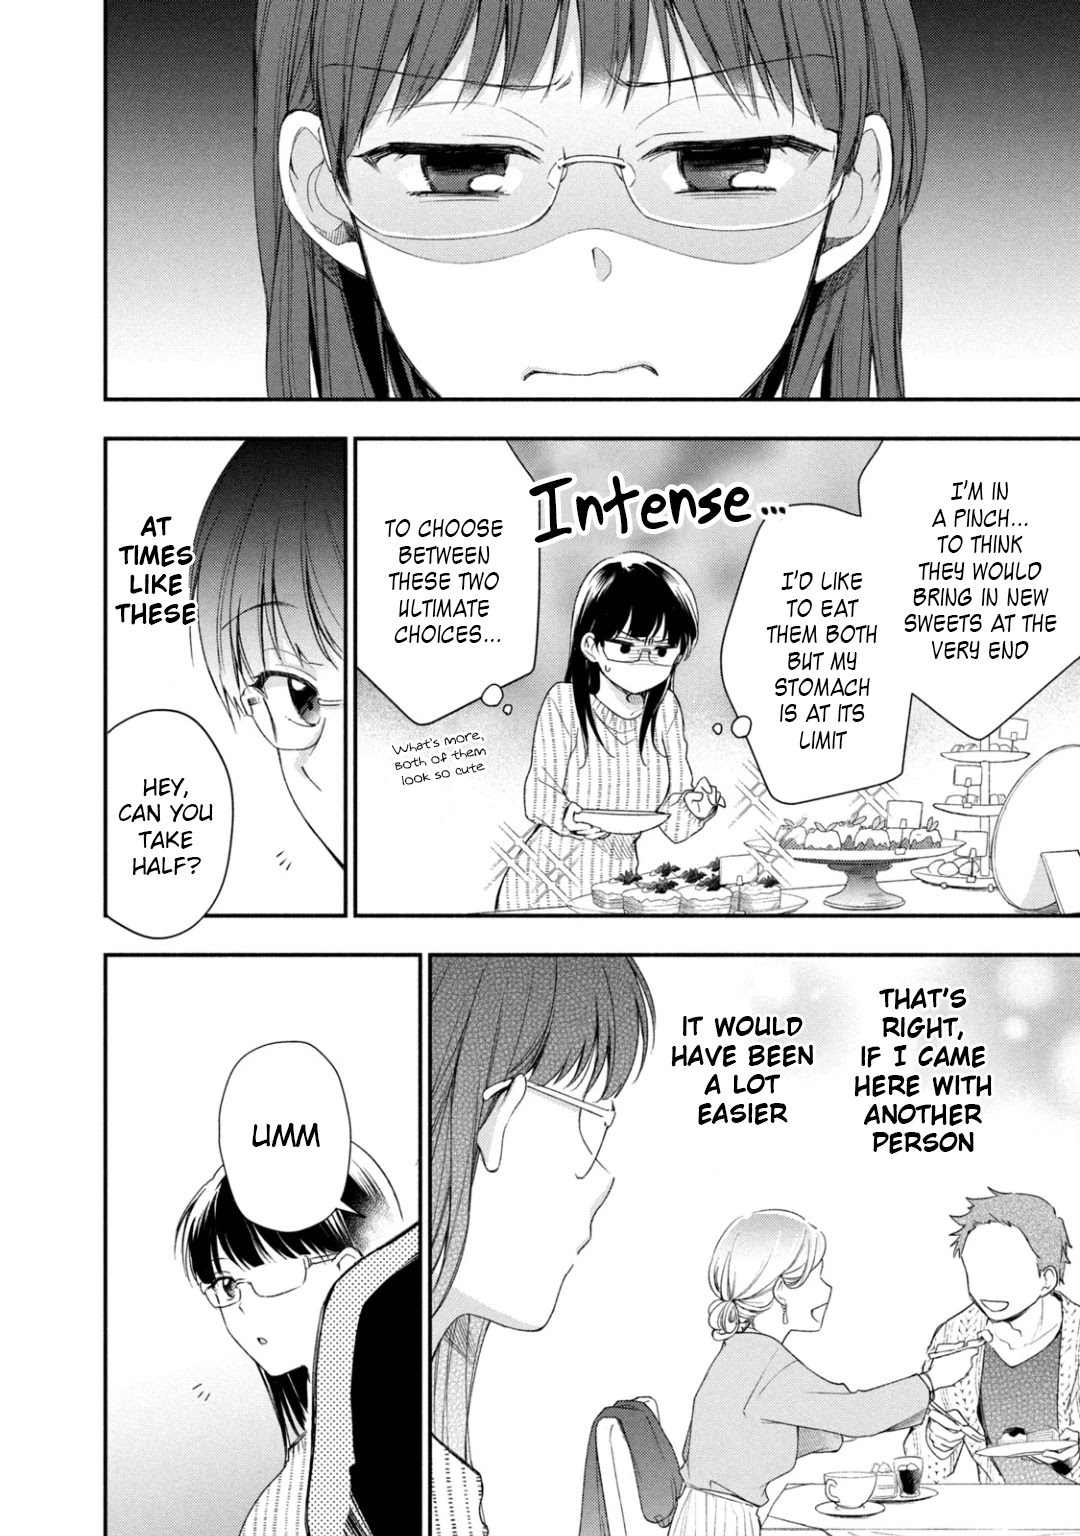 I'M IN
A PINCH...
TO THINK
THEY WOULD
BRING IN NEW
SWEETS AT THE
VERY END
I'D LIKE
TO EAT
THEM BOTH
BUT MY
STOMACH
IS AT ITS
LIMIT
Intense...
TO CHOOSE
BETWEEN
THESE TWO
ULTIMATE
CHOICES...
What's more,
both of them
look so cute
AT
TIMES
LIKE
THESE
HEY,
CAN YOU
TAKE
HALF?
THAT'S
RIGHT,
IF I CAME
HERE WITH
ANOTHER
PERSON
IT WOULD
HAVE BEEN
A LOT
EASIER
UMM